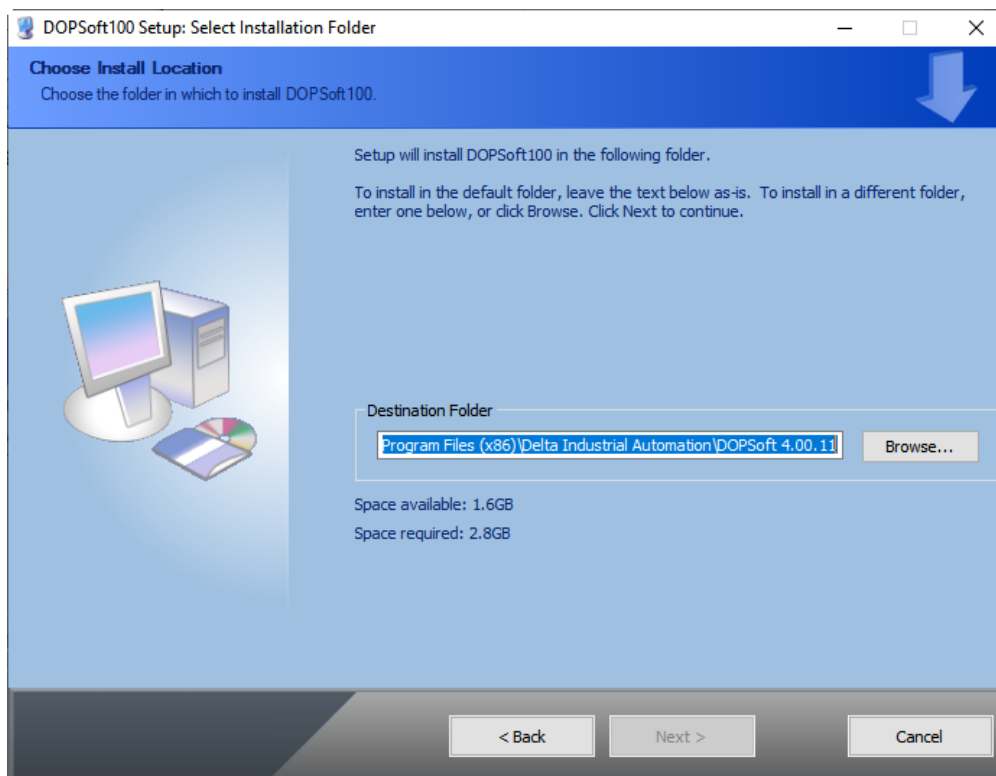 DOPSoft100 Setup: Select Installation Folder
Choose Install Location
Choose the folder in which to install DOPSoft100.
Setup will install DOPSoft100 in the following folder.
To install in the default folder, leave the text below as-is. To install in a different folder,
enter one below, or click Browse. Click Next to continue.
Destination Folder
Program Files (x86)\Delta Industrial Automation\DOPSoft 4.00.11
Browse...
Space available: 1.6GB
Space required: 2.8GB
< Back
Next >
Cancel